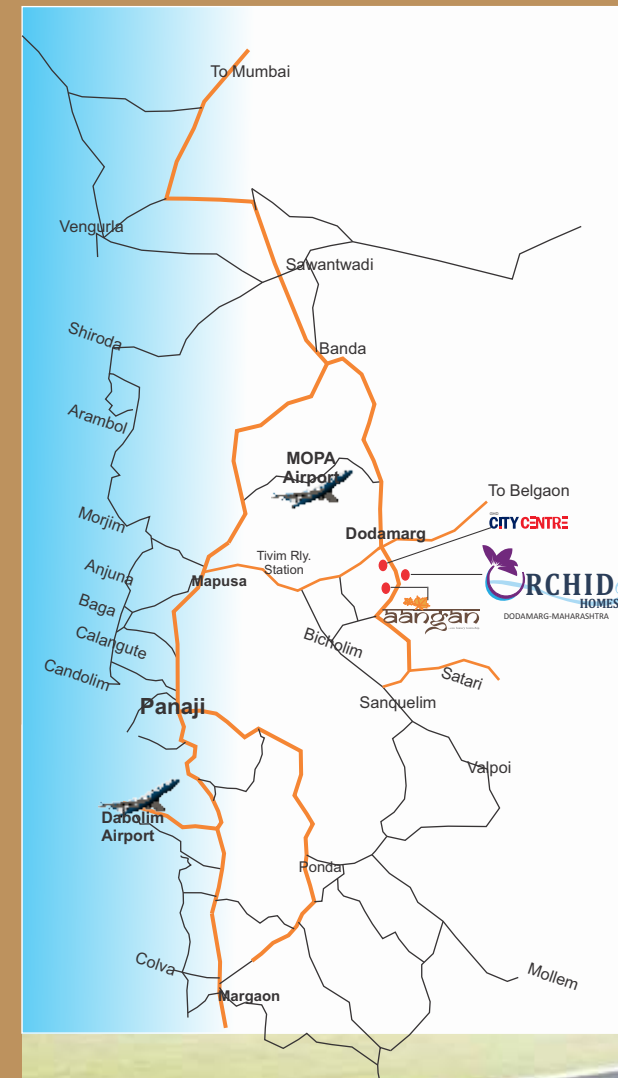 To Mumbai
Vengurla
Sawantwadi
Shiroda
Banda
Arambol
MOPA
Airport
To Belgaon
Morjim
CITY CENTRE
Dodamarg
Tivim Rly.
Station
Anjuna
Mapusa
ORCHID
HOMES
Baga
aangan
DODAMARG-MAHARASHTRA
Calangute
Bicholim
Candolim
Satari
Panaji
Sanquelim
Valpoi
Dabolim
Airport
Ponda
Colva
Mollem
Margaon